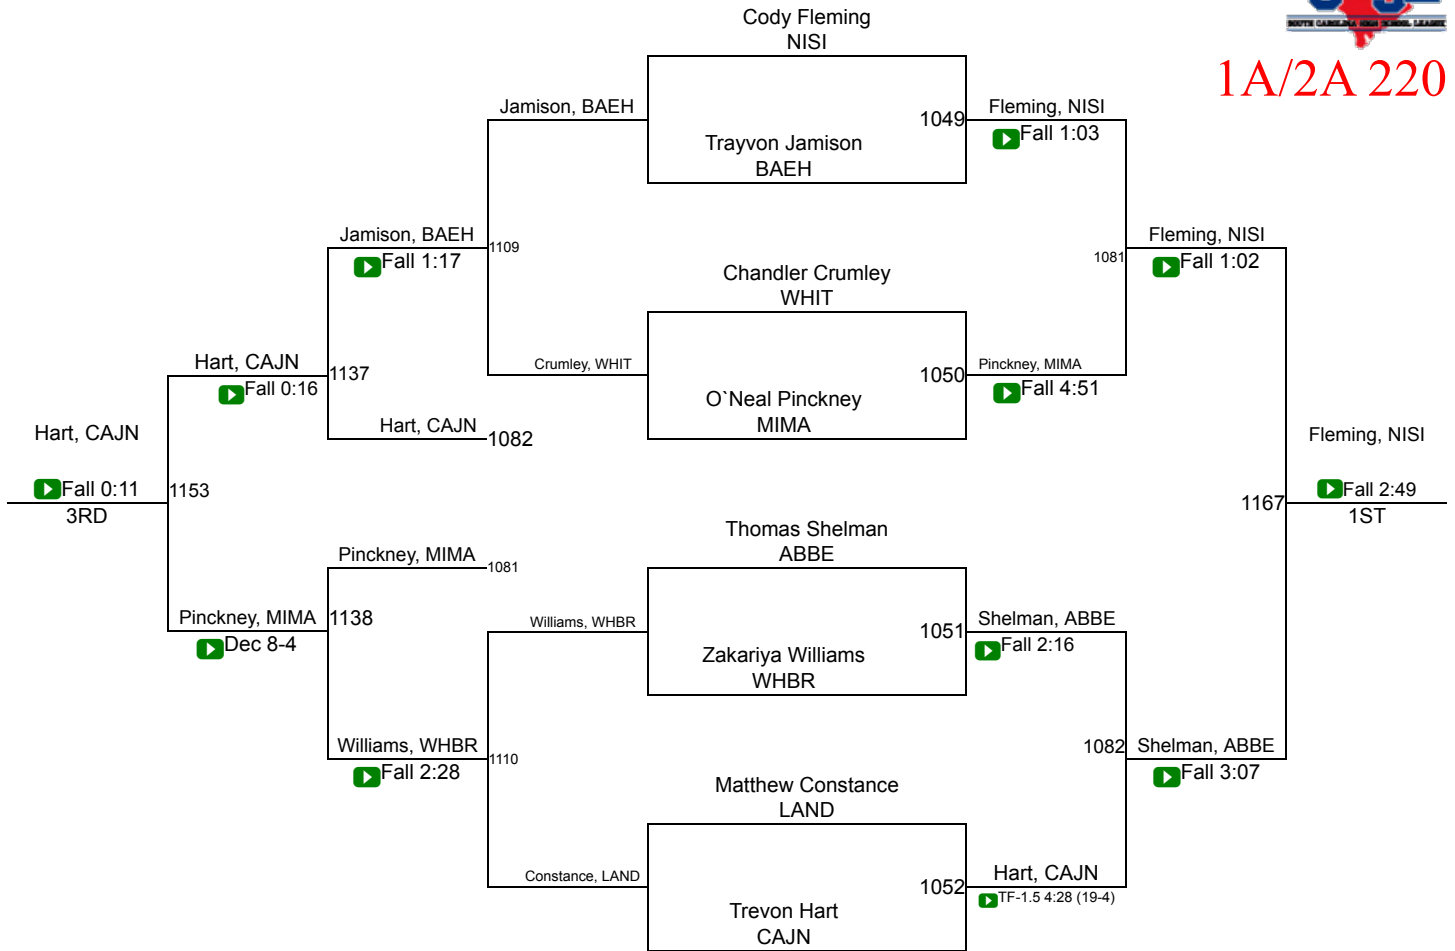 SOUTH CAROLINA HIGH SCHOOL LEAGUE
1A/2A 220
Cody Fleming
NISI
Jamison, BAEH
1049
Fleming, NISI
Fall 1:03
Trayvon Jamison
BAEH
Jamison, BAEH
1109
Fall 1:17
Fleming, NISI
1081
Fall 1:02
Chandler Crumley
WHIT
Hart, CAJN
1137
Fall 0:16
Crumley, WHIT
1050
Pinckney, MIMA
Fall 4:51
O`Neal Pinckney
MIMA
Hart, CAJN
1082
Hart, CAJN
Fall 0:11
1153
3RD
Fleming, NISI
1167
Fall 2:49
1ST
Thomas Shelman
ABBE
Pinckney, MIMA
1081
Pinckney, MIMA
1138
Dec 8-4
Williams, WHBR
1051
Shelman, ABBE
Fall 2:16
Zakariya Williams
WHBR
Williams, WHBR
1110
Fall 2:28
1082
Shelman, ABBE
Fall 3:07
Matthew Constance
LAND
Constance, LAND
1052
Hart, CAJN
TF-1.5 4:28 (19-4)
Trevon Hart
CAJN